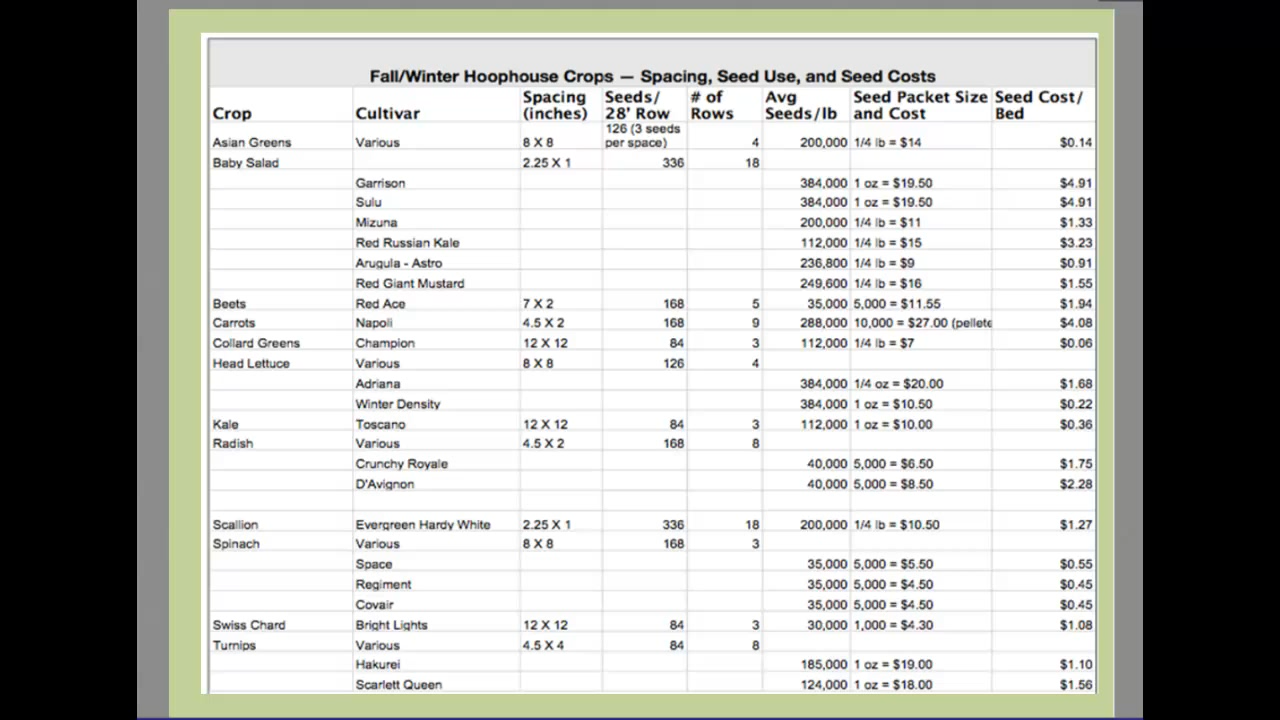 Fall/Winter Hoophouse Crops — Spacing, Seed Use, and Seed Costs
Crop Cultivar Spacing (inches) Seeds/ 28' Row # of Rows Avg Seeds/lb Seed Packet Size and Cost Seed Cost/ Bed
Asian Greens Various 8 X 8 126 (3 seeds per space) 4 200,000 1/4 lb = $14 $0.14
Baby Salad 2.25 X 1 336 18
Garrison 384,000 1 oz = $19.50 $4.91
Sulu 384,000 1 oz = $19.50 $4.91
Mizuna 200,000 1/4 lb = $11 $1.33
Red Russian Kale 112,000 1/4 lb = $15 $3.23
Arugula - Astro 236,800 1/4 lb = $9 $0.91
Red Giant Mustard 249,600 1/4 lb = $16 $1.55
Beets Red Ace 7 X 2 168 5 35,000 5,000 = $11.55 $1.94
Carrots Napoli 4.5 X 2 168 9 288,000 10,000 = $27.00 (pellete $4.08
Collard Greens Champion 12 X 12 84 3 112,000 1/4 lb = $7 $0.06
Head Lettuce Various 8 X 8 126 4
Adriana 384,000 1/4 oz = $20.00 $1.68
Winter Density 384,000 1 oz = $10.50 $0.22
Kale Toscano 12 X 12 84 3 112,000 1 oz = $10.00 $0.36
Radish Various 4.5 X 2 168 8
Crunchy Royale 40,000 5,000 = $6.50 $1.75
D'Avignon 40,000 5,000 = $8.50 $2.28
Scallion Evergreen Hardy White 2.25 X 1 336 18 200,000 1/4 lb = $10.50 $1.27
Spinach Various 8 X 8 168 3
Space 35,000 5,000 = $5.50 $0.55
Regiment 35,000 5,000 = $4.50 $0.45
Covair 35,000 5,000 = $4.50 $0.45
Swiss Chard Bright Lights 12 X 12 84 3 30,000 1,000 = $4.30 $1.08
Turnips Various 4.5 X 4 84 8
Hakurei 185,000 1 oz = $19.00 $1.10
Scarlett Queen 124,000 1 oz = $18.00 $1.56